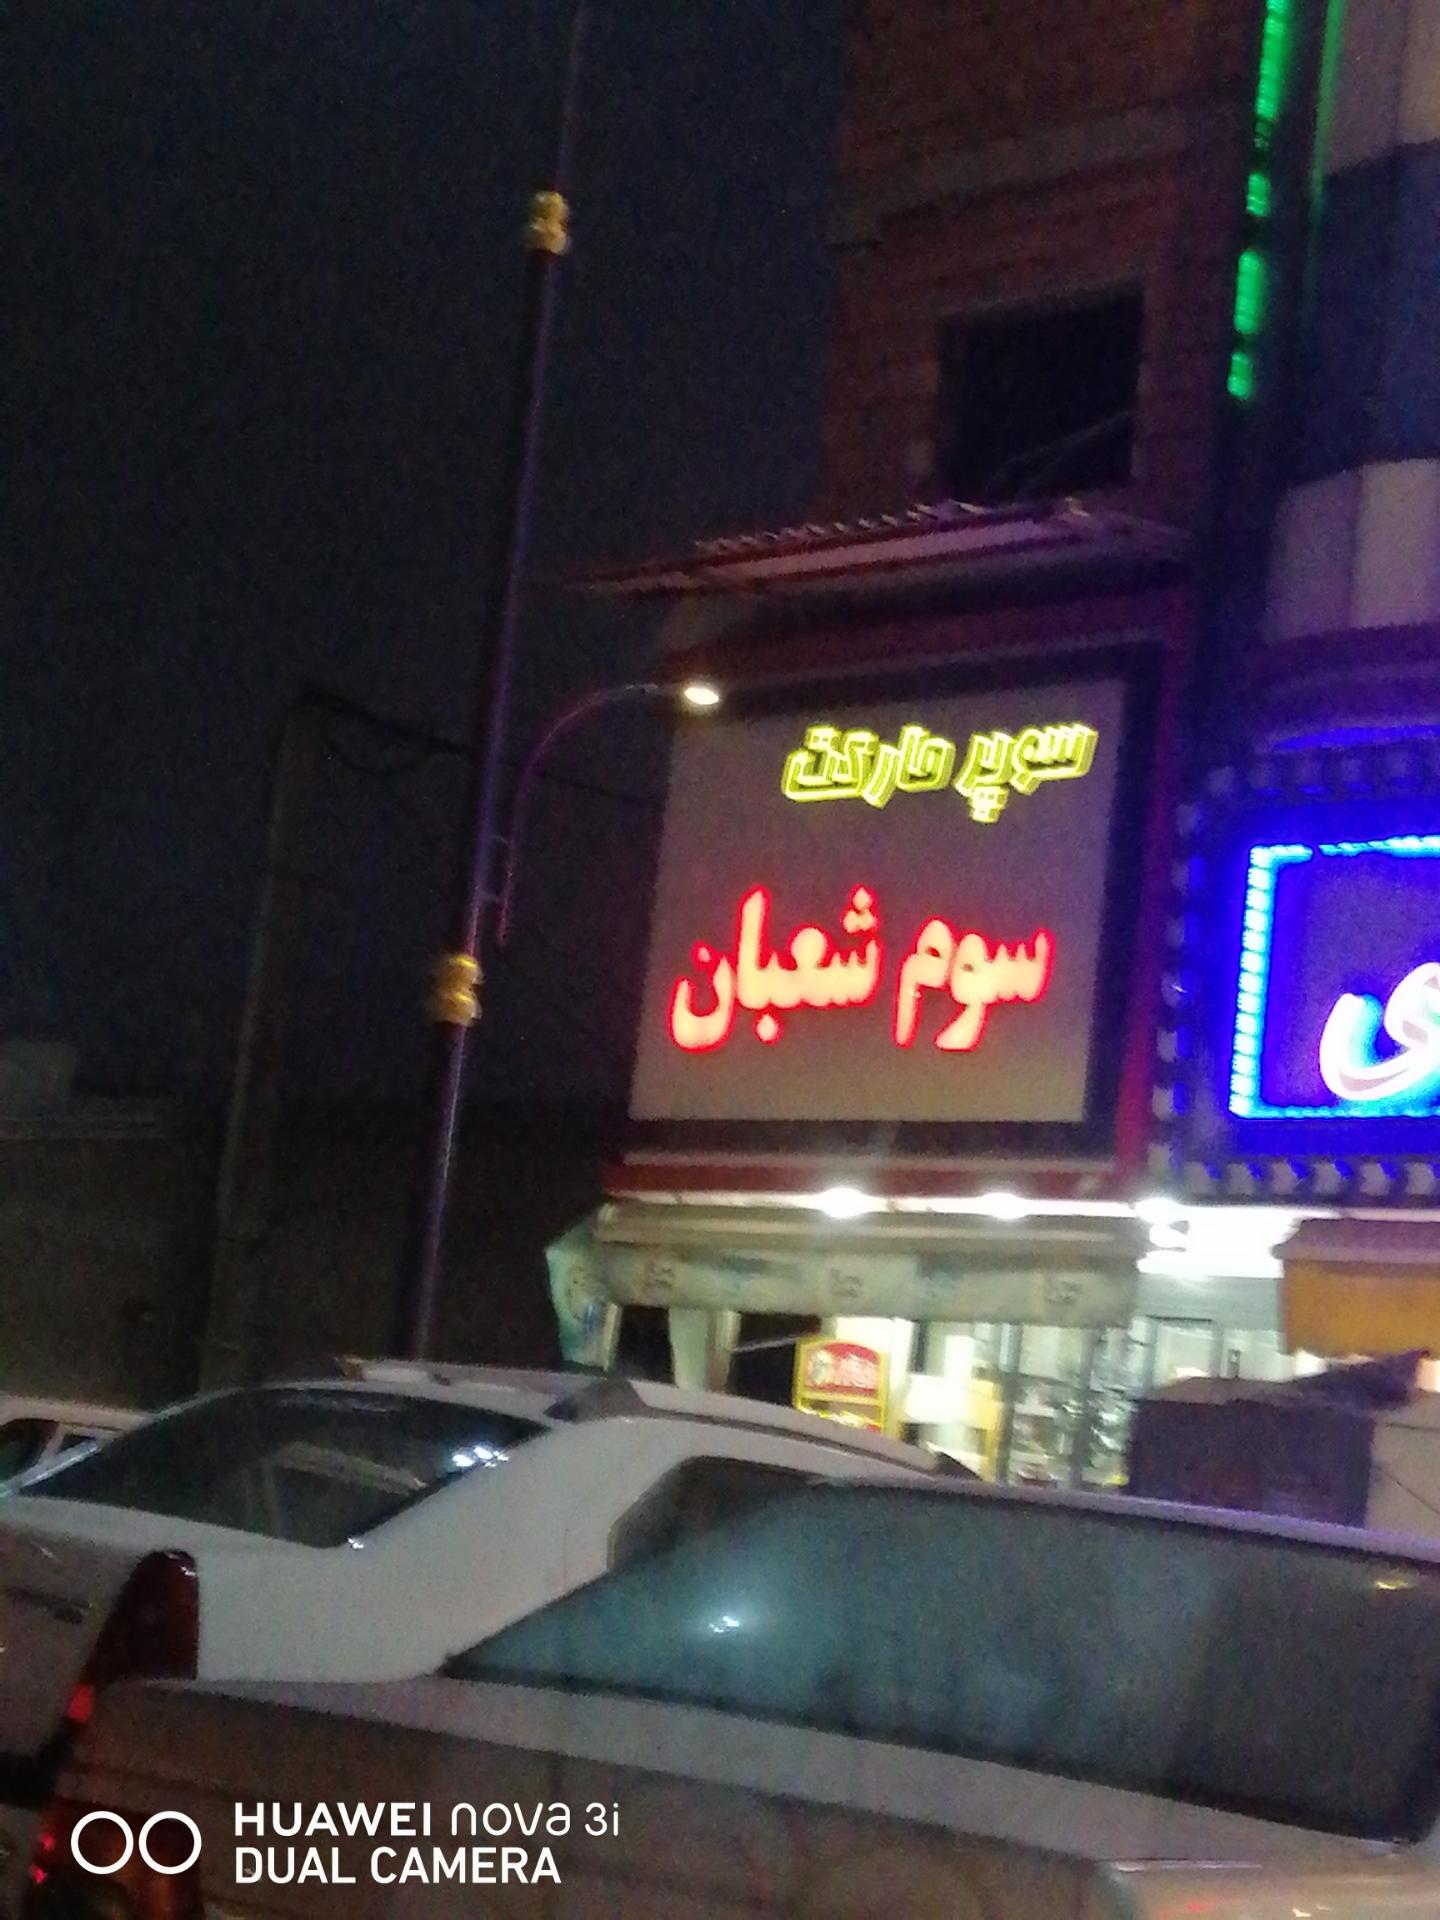 سوپر مارکت
سوم شعبان
ی
HUAWEI nova 3i
DUAL CAMERA